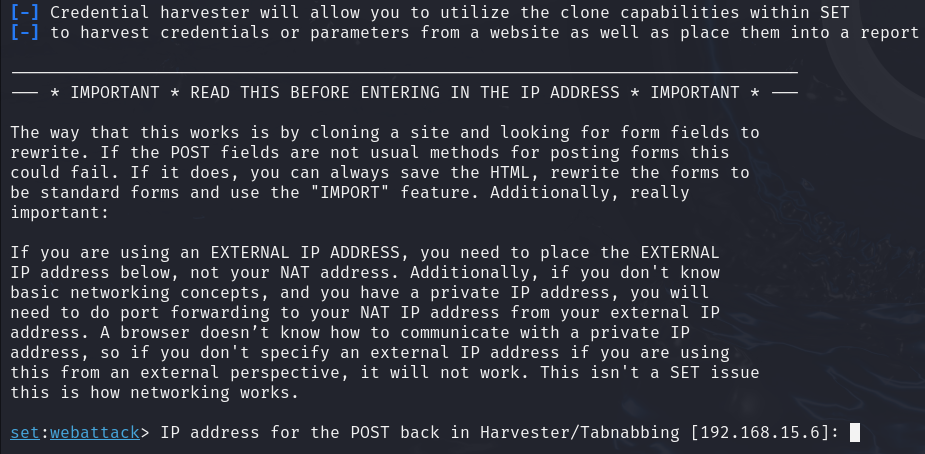 [-] Credential harvester will allow you to utilize the clone capabilities within SET
[-] to harvest credentials or parameters from a website as well as place them into a report
--- * IMPORTANT * READ THIS BEFORE ENTERING IN THE IP ADDRESS * IMPORTANT * ---
The way that this works is by cloning a site and looking for form fields to
rewrite. If the POST fields are not usual methods for posting forms this
could fail. If it does, you can always save the HTML, rewrite the forms to
be standard forms and use the "IMPORT" feature. Additionally, really
important:
If you are using an EXTERNAL IP ADDRESS, you need to place the EXTERNAL
IP address below, not your NAT address. Additionally, if you don't know
basic networking concepts, and you have a private IP address, you will
need to do port forwarding to your NAT IP address from your external IP
address. A browser doesn’t know how to communicate with a private IP
address, so if you don't specify an external IP address if you are using
this from an external perspective, it will not work. This isn't a SET issue
this is how networking works.
set:webattack> IP address for the POST back in Harvester/Tabnabbing [192.168.15.6]: